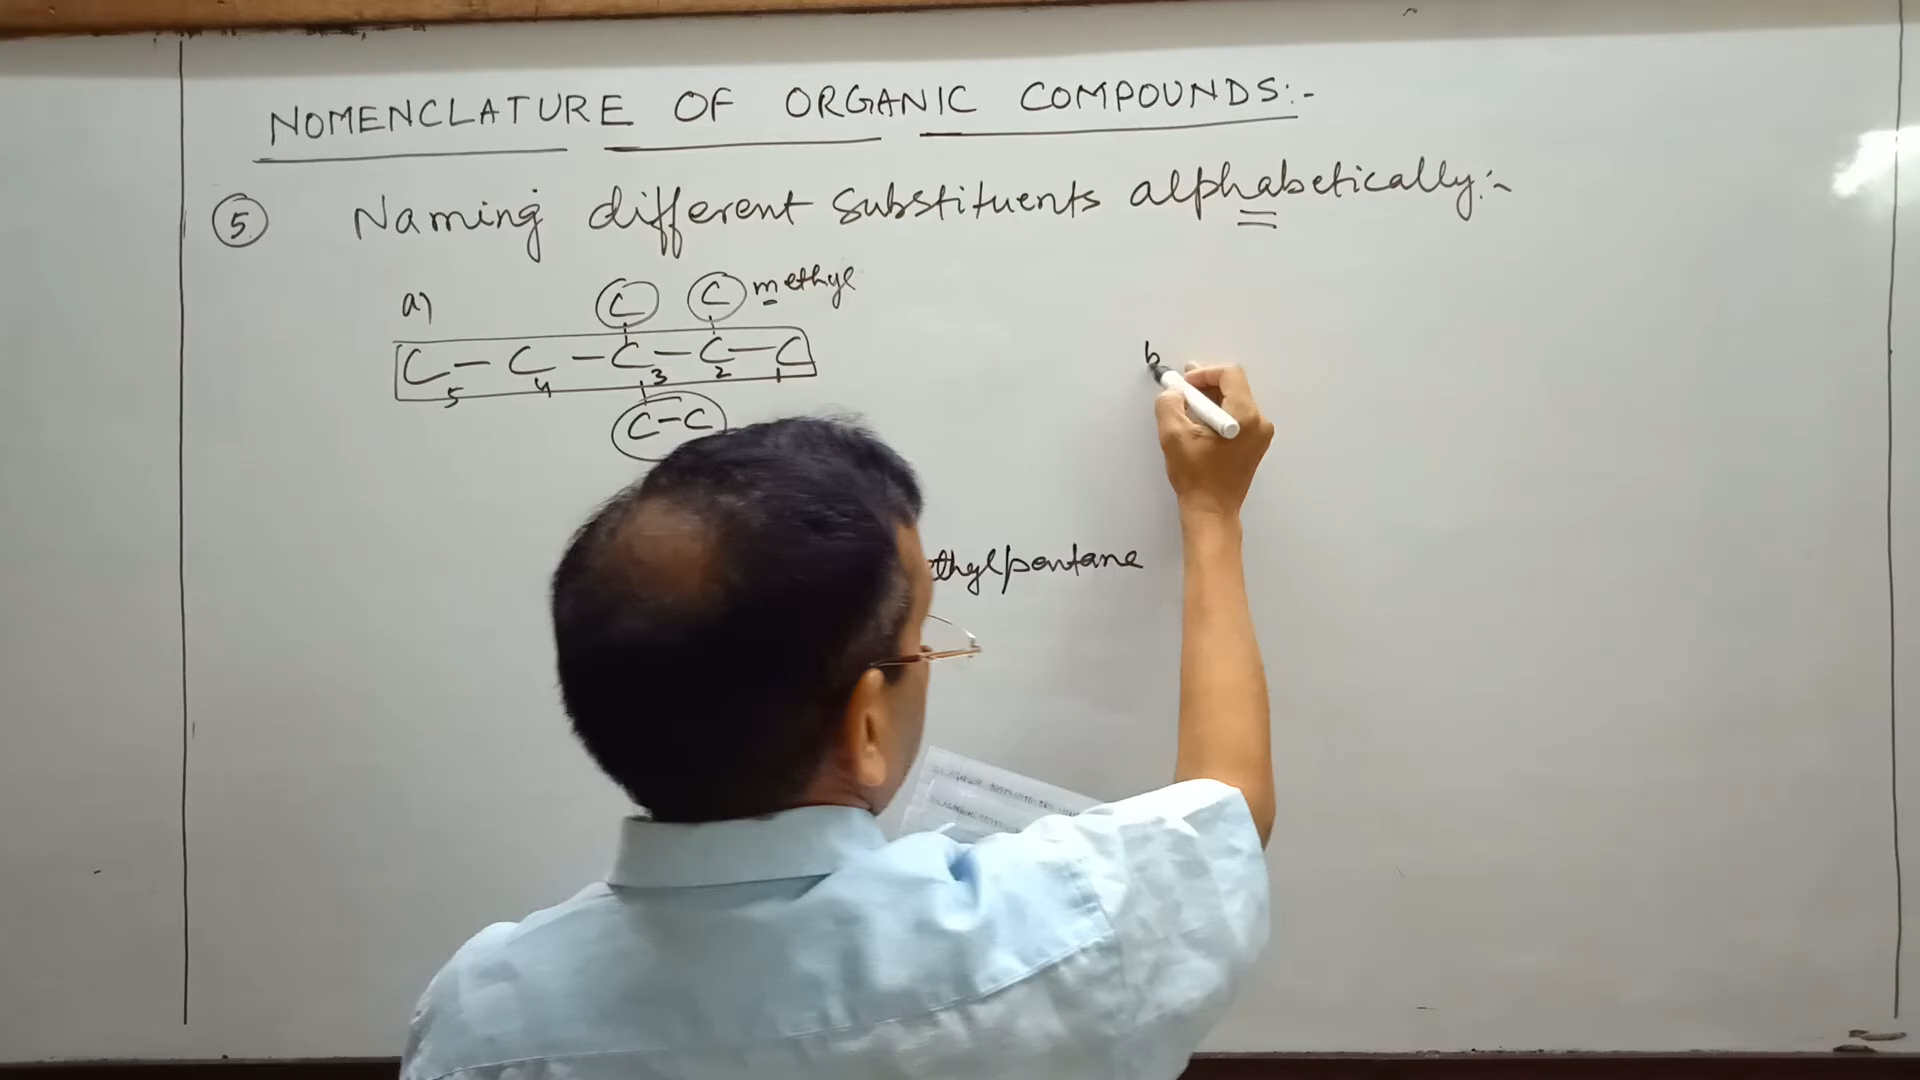 NOMENCLATURE OF ORGANIC COMPOUNDS:-
5 Naming different substituents alphabetically:-
a) C C methyl
C-C-C-C-C
5 4 3 2 1
C-C
b
thylpentane